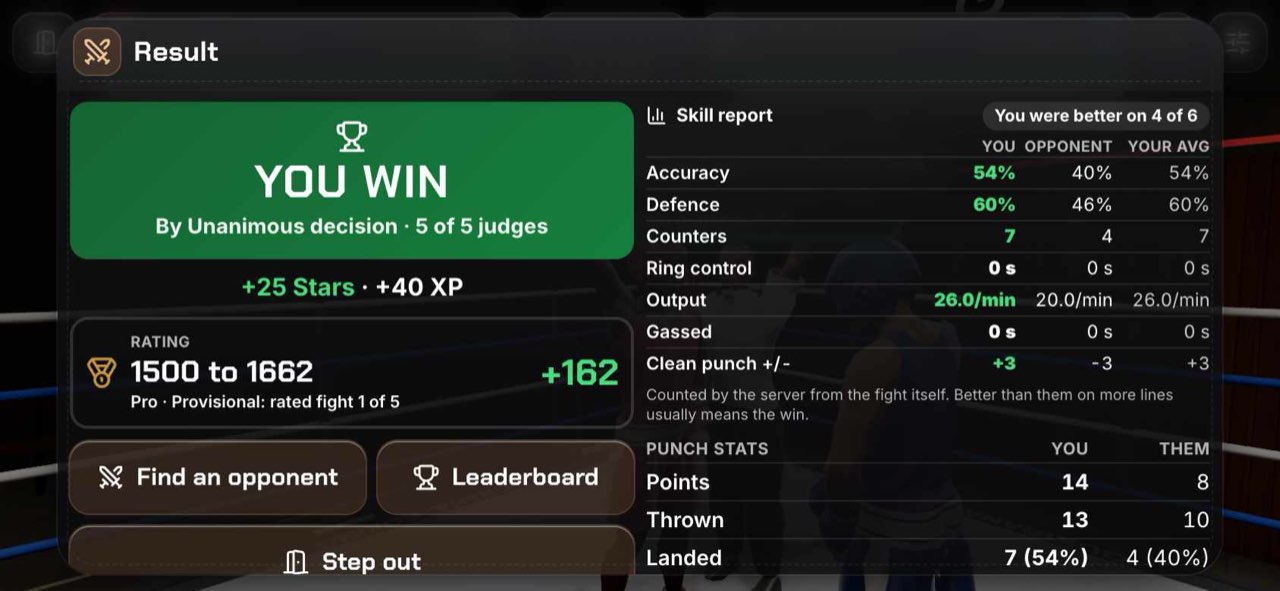 Result
YOU WIN
By Unanimous decision · 5 of 5 judges
+25 Stars · +40 XP
RATING
1500 to 1662
+162
Pro · Provisional: rated fight 1 of 5
Find an opponent
Leaderboard
Step out
Skill report
You were better on 4 of 6
YOU OPPONENT YOUR AVG
Accuracy 54% 40% 54%
Defence 60% 46% 60%
Counters 7 4 7
Ring control 0 s 0 s 0 s
Output 26.0/min 20.0/min 26.0/min
Gassed 0 s 0 s 0 s
Clean punch +/- +3 -3 +3
Counted by the server from the fight itself. Better than them on more lines
usually means the win.
PUNCH STATS YOU THEM
Points 14 8
Thrown 13 10
Landed 7 (54%) 4 (40%)